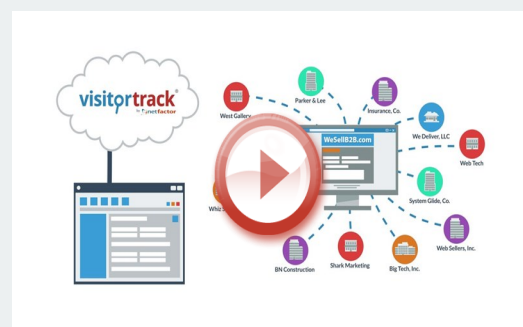 visitortrack
by netfactor
West Gallery
Parker & Lee
Insurance, Co.
We Deliver, LLC
WeSellB2B.com
Web Tech
System Glide, Co.
Whiz
Web Sellers, Inc.
BN Construction
Shark Marketing
Big Tech, Inc.